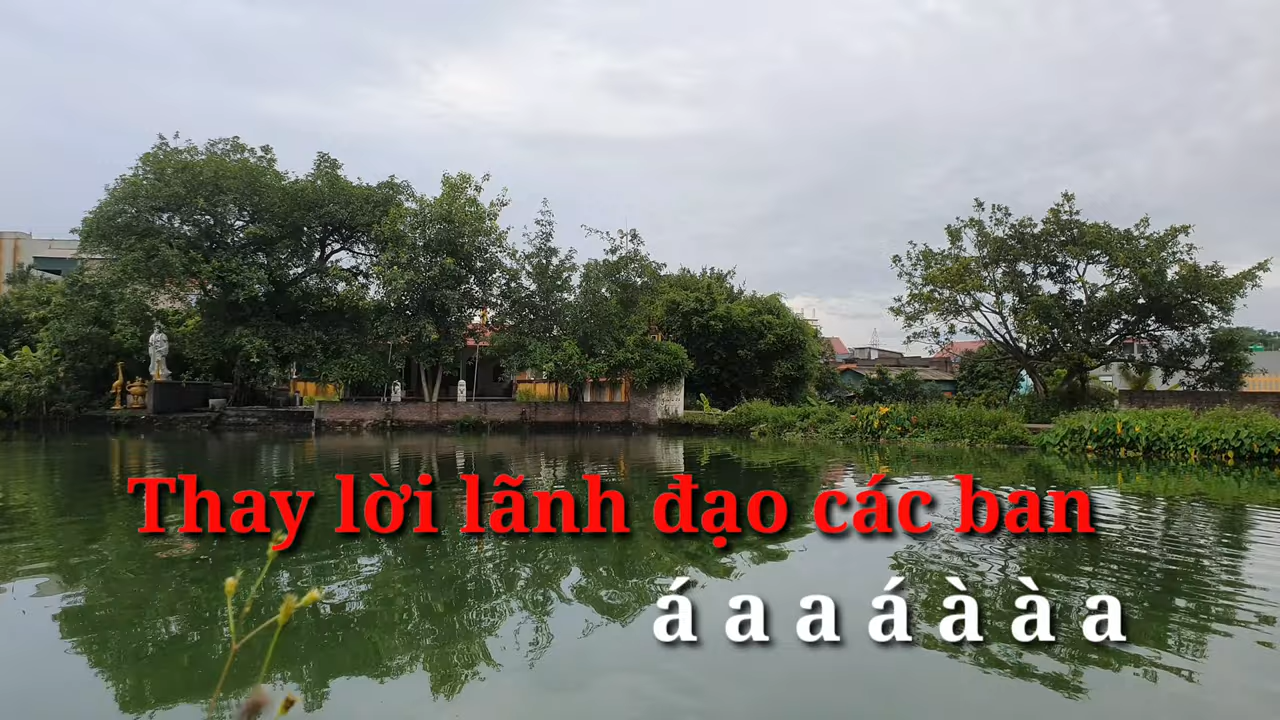 Thay lời lãnh đạo các ban
á a a á à à a